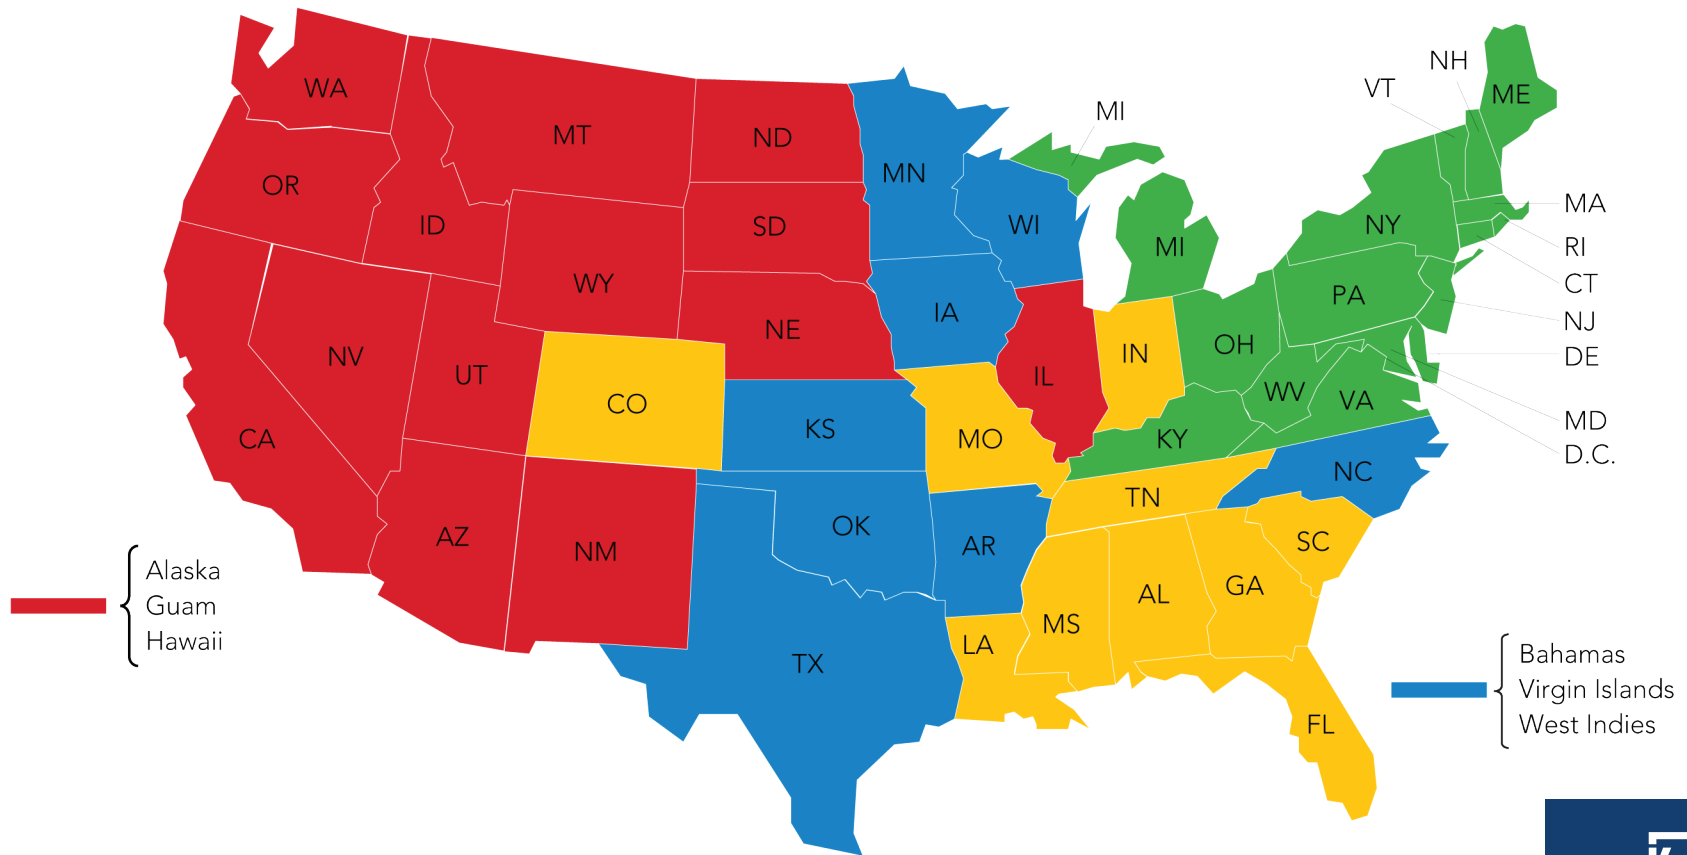 NH
VT
ME
MI
WA
MT
ND
MN
OR
ID
SD
WI
NY
MA
MI
RI
WY
CT
PA
IA
NJ
NE
OH
IN
DE
NV
UT
IL
WV
VA
CO
KS
MO
KY
MD
CA
D.C.
NC
TN
OK
AZ
NM
AR
SC
Alaska
GA
AL
Guam
MS
Hawaii
LA
TX
Bahamas
Virgin Islands
FL
West Indies